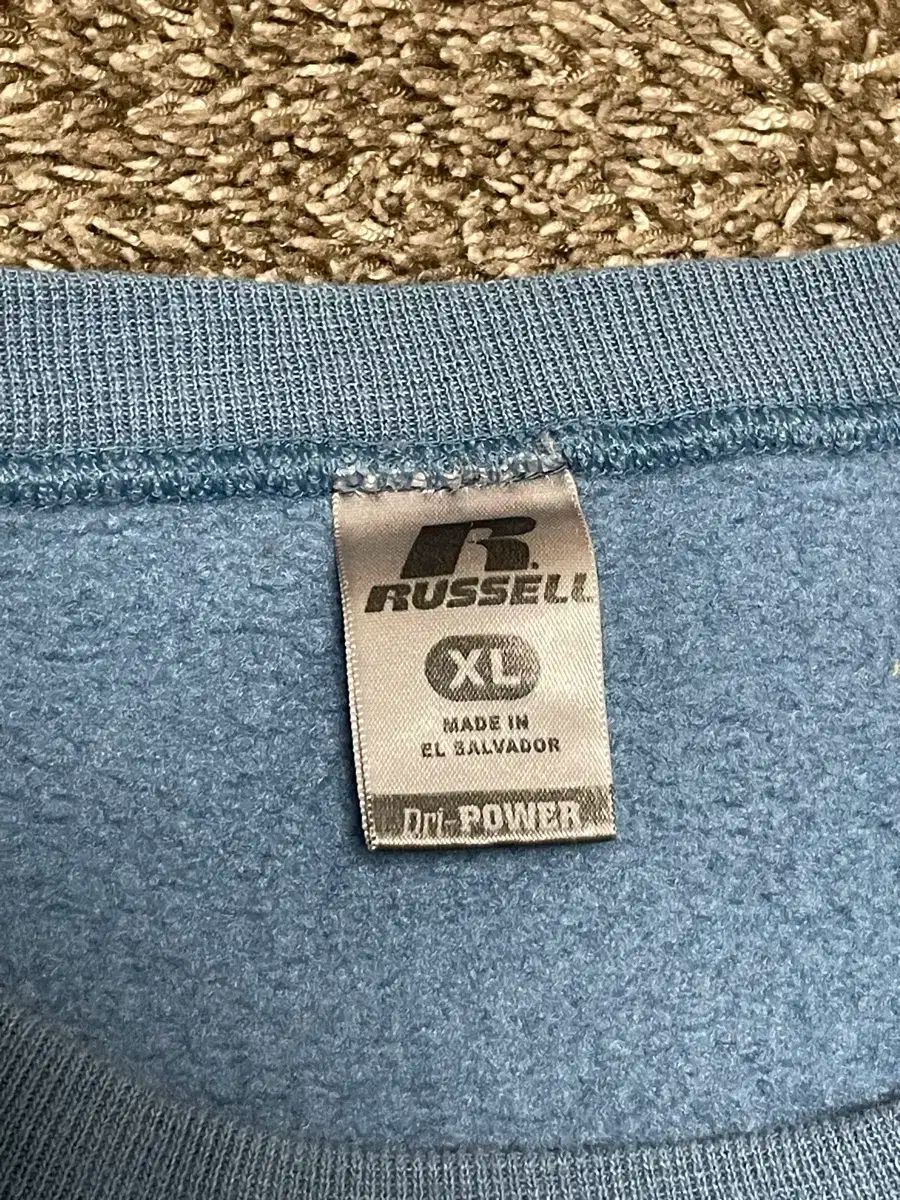 R
RUSSELL
XL
MADE IN
EL SALVADOR
Dri-POWER